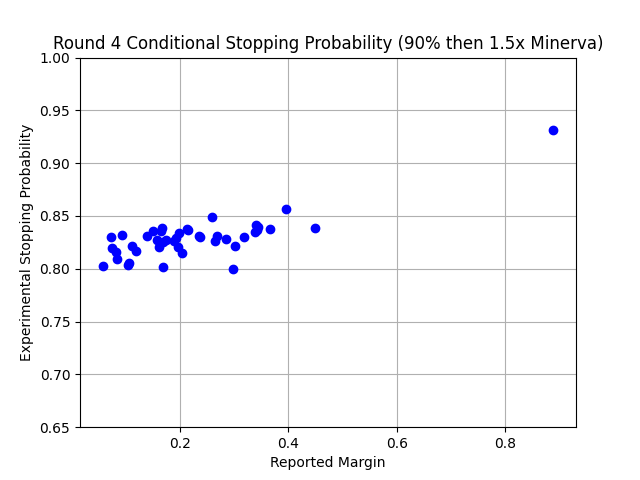 Round 4 Conditional Stopping Probability (90% then 1.5x Minerva)
Experimental Stopping Probability
1.00
0.95
0.90
0.85
0.80
0.75
0.70
0.65
0.2 0.4 0.6 0.8
Reported Margin